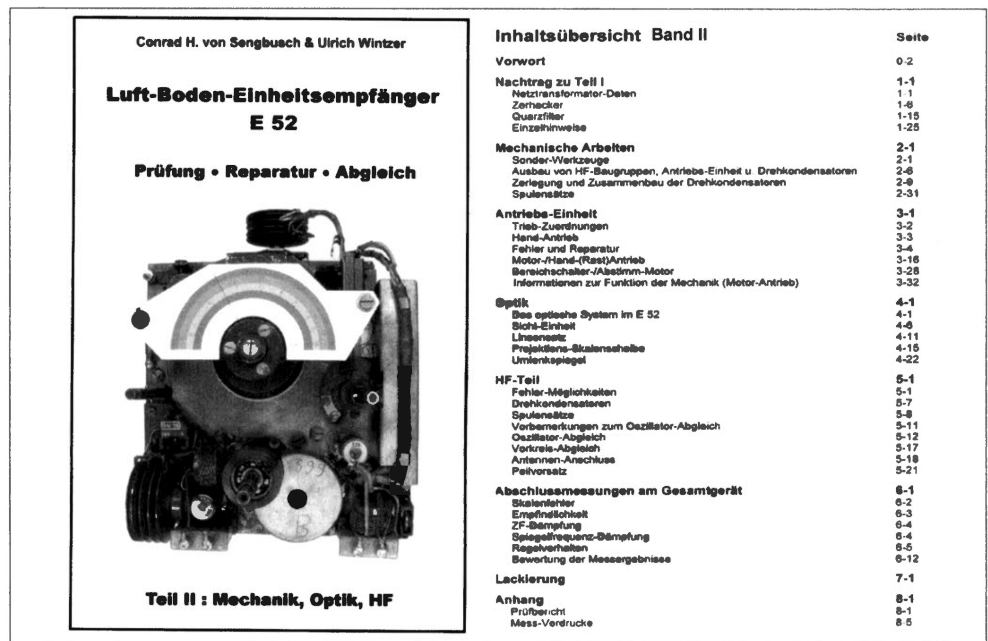 Conrad H. von Sengbusch & Ulrich Wintzer
Luft-Boden-Einheitsempfänger
E 52
Prüfung • Reparatur • Abgleich
Teil II : Mechanik, Optik, HF
Inhaltsübersicht Band II Seite
Vorwort 0-2
Nachtrag zu Teil I 1-1
Netztransformator-Daten 1-1
Zerhacker 1-6
Quarzfilter 1-15
Einzelhinweise 1-25
Mechanische Arbeiten 2-1
Sonder-Werkzeuge 2-1
Ausbau von HF-Baugruppen, Antriebs-Einheit u. Drehkondensatoren 2-6
Zerlegung und Zusammenbau der Drehkondensatoren 2-9
Spulensätze 2-31
Antriebs-Einheit 3-1
Trieb-Zuordnungen 3-2
Hand-Antrieb 3-3
Fehler und Reparatur 3-4
Motor-/Hand-(Rast)Antrieb 3-16
Bereichschalter-/Abstimm-Motor 3-28
Informationen zur Funktion der Mechanik (Motor-Antrieb) 3-32
Optik 4-1
Das optische System im E 52 4-1
Sicht-Einheit 4-6
Linsensatz 4-11
Projektions-Skalenscheibe 4-15
Umlenkspiegel 4-22
HF-Teil 5-1
Fehler-Möglichkeiten 5-1
Drehkondensatoren 5-7
Spulensätze 5-8
Vorbemerkungen zum Oszillator-Abgleich 5-11
Oszillator-Abgleich 5-12
Vorkreis-Abgleich 5-17
Antennen-Anschluss 5-18
Peilvorsatz 5-21
Abschlussmessungen am Gesamtgerät 6-1
Skalenfehler 6-2
Empfindlichkeit 6-3
ZF-Dämpfung 6-4
Spiegelfrequenz-Dämpfung 6-4
Regelverhalten 6-5
Bewertung der Messergebnisse 6-12
Lackierung 7-1
Anhang 8-1
Prüfbericht 8-1
Mess-Vordrucke 8-5